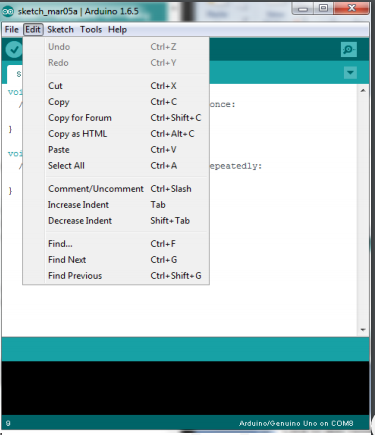 sketch_mar05a | Arduino 1.6.5
File Edit Sketch Tools Help
Undo Ctrl+Z
Redo Ctrl+Y
Cut Ctrl+X
Copy Ctrl+C
Copy for Forum Ctrl+Shift+C
Copy as HTML Ctrl+Alt+C
Paste Ctrl+V
Select All Ctrl+A
Comment/Uncomment Ctrl+Slash
Increase Indent Tab
Decrease Indent Shift+Tab
Find... Ctrl+F
Find Next Ctrl+G
Find Previous Ctrl+Shift+G
s
voi
/ once:
}
voi
/ epeatedly:
}
9 Arduino/Genuino Uno on COM8